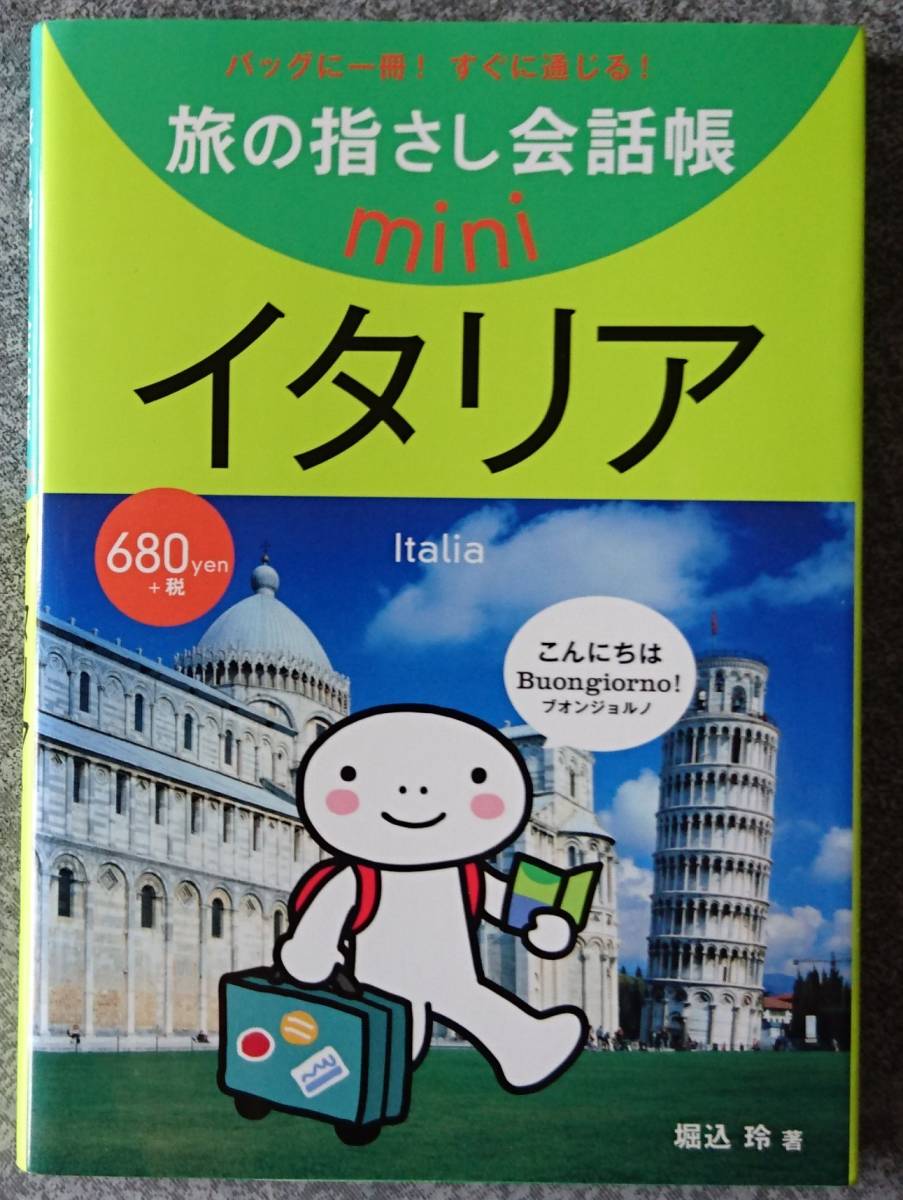 バッグに一冊！ すぐに通じる！
旅の指さし会話帳
mini
イタリア
680yen
+税
Italia
こんにちは
Buongiorno!
ブオンジョルノ
堀込 玲 著